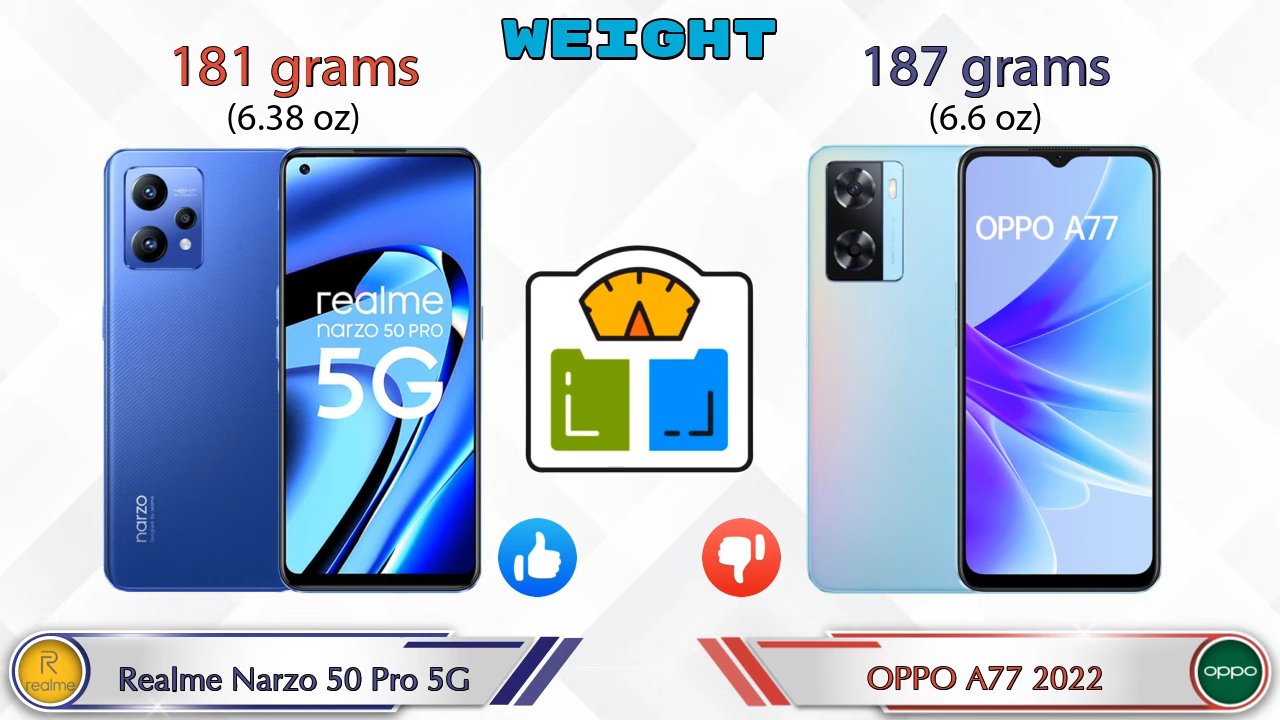 WEIGHT
181 grams
(6.38 oz)
187 grams
(6.6 oz)
48MP
realme
narzo 50 PRO
5G
narzo
OPPO A77
R
realme
Realme Narzo 50 Pro 5G
OPPO A77 2022
oppo